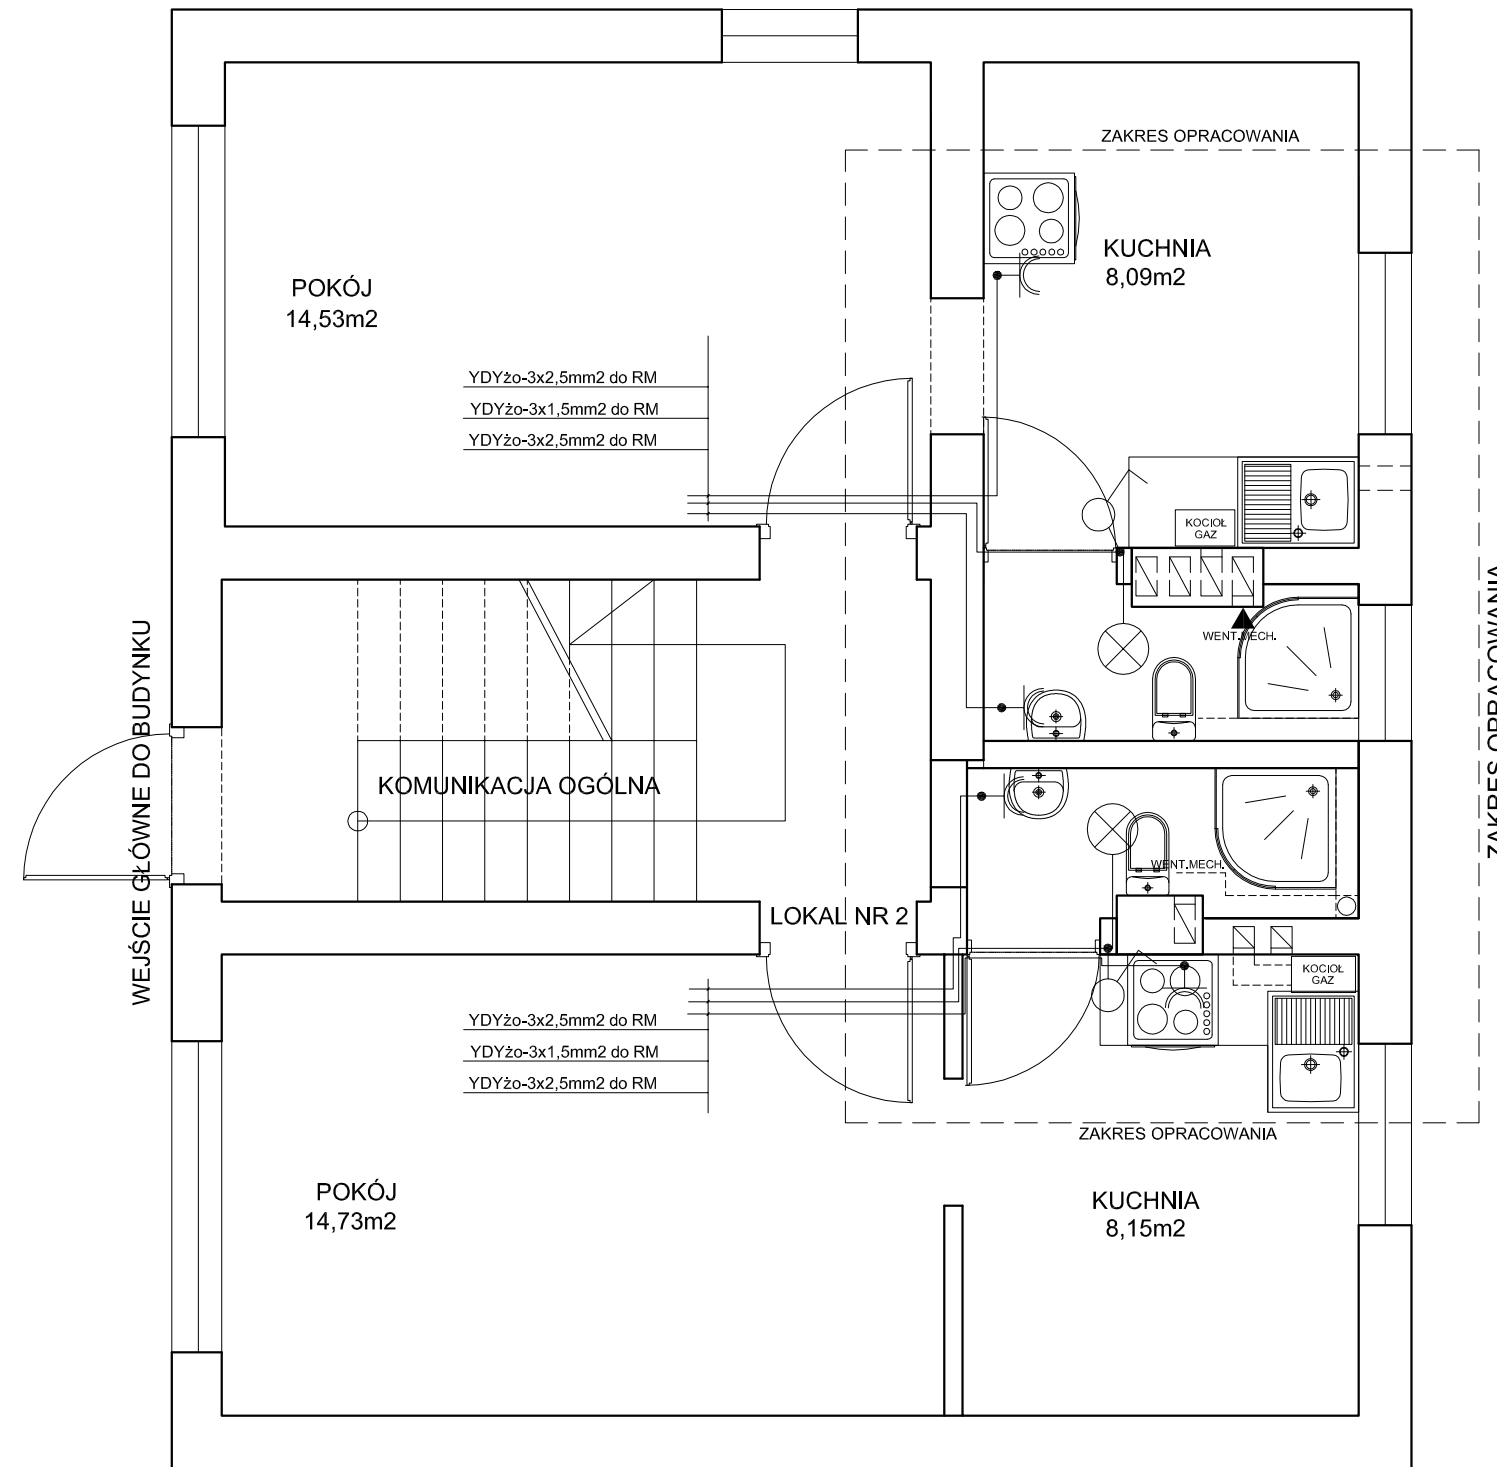 ZAKRES OPRACOWANIA
KUCHNIA
8,09m2
POKÓJ
14,53m2
YDYżo-3x2,5mm2 do RM
YDYżo-3x1,5mm2 do RM
YDYżo-3x2,5mm2 do RM
KOCIOŁ
GAZ
WENT.MECH.
ZAKRES OPRACOWANIA
WEJŚCIE GŁÓWNE DO BUDYNKU
KOMUNIKACJA OGÓLNA
WENT.MECH.
LOKAL NR 2
KOCIOŁ
GAZ
YDYżo-3x2,5mm2 do RM
YDYżo-3x1,5mm2 do RM
YDYżo-3x2,5mm2 do RM
ZAKRES OPRACOWANIA
POKÓJ
14,73m2
KUCHNIA
8,15m2